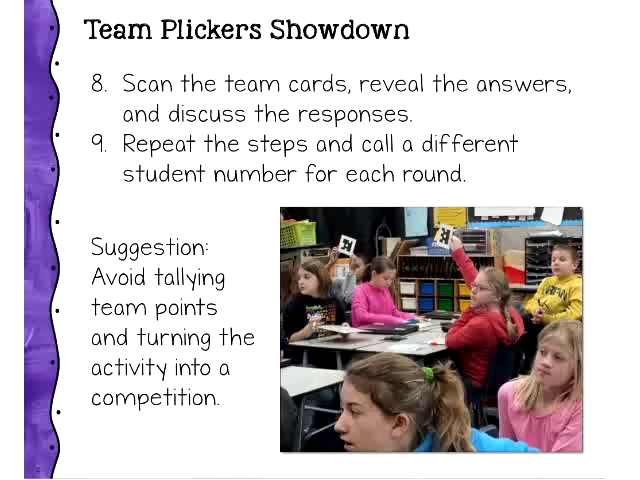 Team Plickers Showdown
8. Scan the team cards, reveal the answers,
and discuss the responses.
9. Repeat the steps and call a different
student number for each round.
Suggestion:
Avoid tallying
team points
and turning the
activity into a
competition.